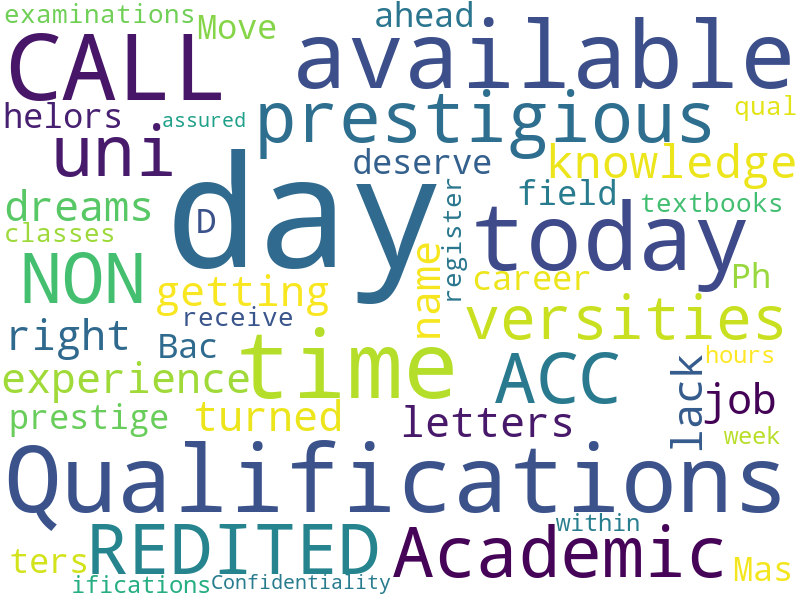 examinations
Move
ahead
CALL
available
helors
assured
prestigious
qual
uni
deserve
knowledge
day
dreams
D
register
field
textbooks
classes
today
NON
getting
name
career
Ph
receive
versities
right
Bac
time
experience
ACC
lack
hours
prestige
turned
letters
job
week
Qualifications
within
REDITED
Academic
ters
Mas
ifications
Confidentiality